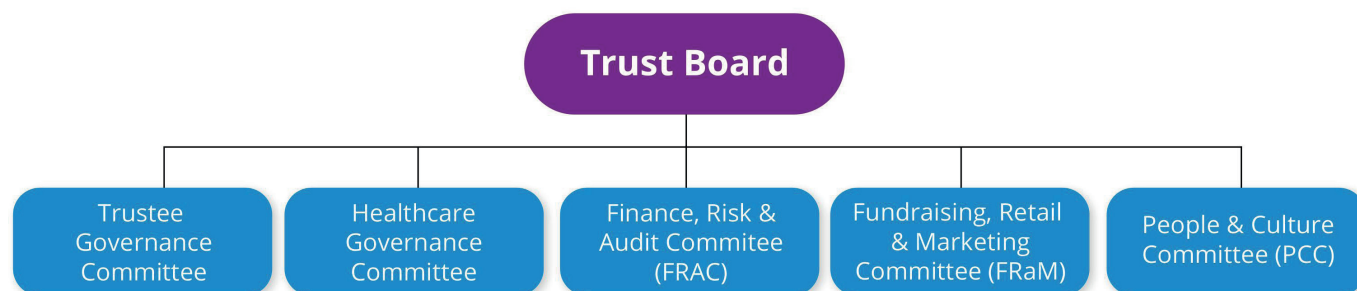 Trust Board
Trustee
Governance
Committee
Healthcare
Governance
Committee
Finance, Risk &
Audit Commitee
(FRAC)
Fundraising, Retail
& Marketing
Committee (FRaM)
People & Culture
Committee (PCC)